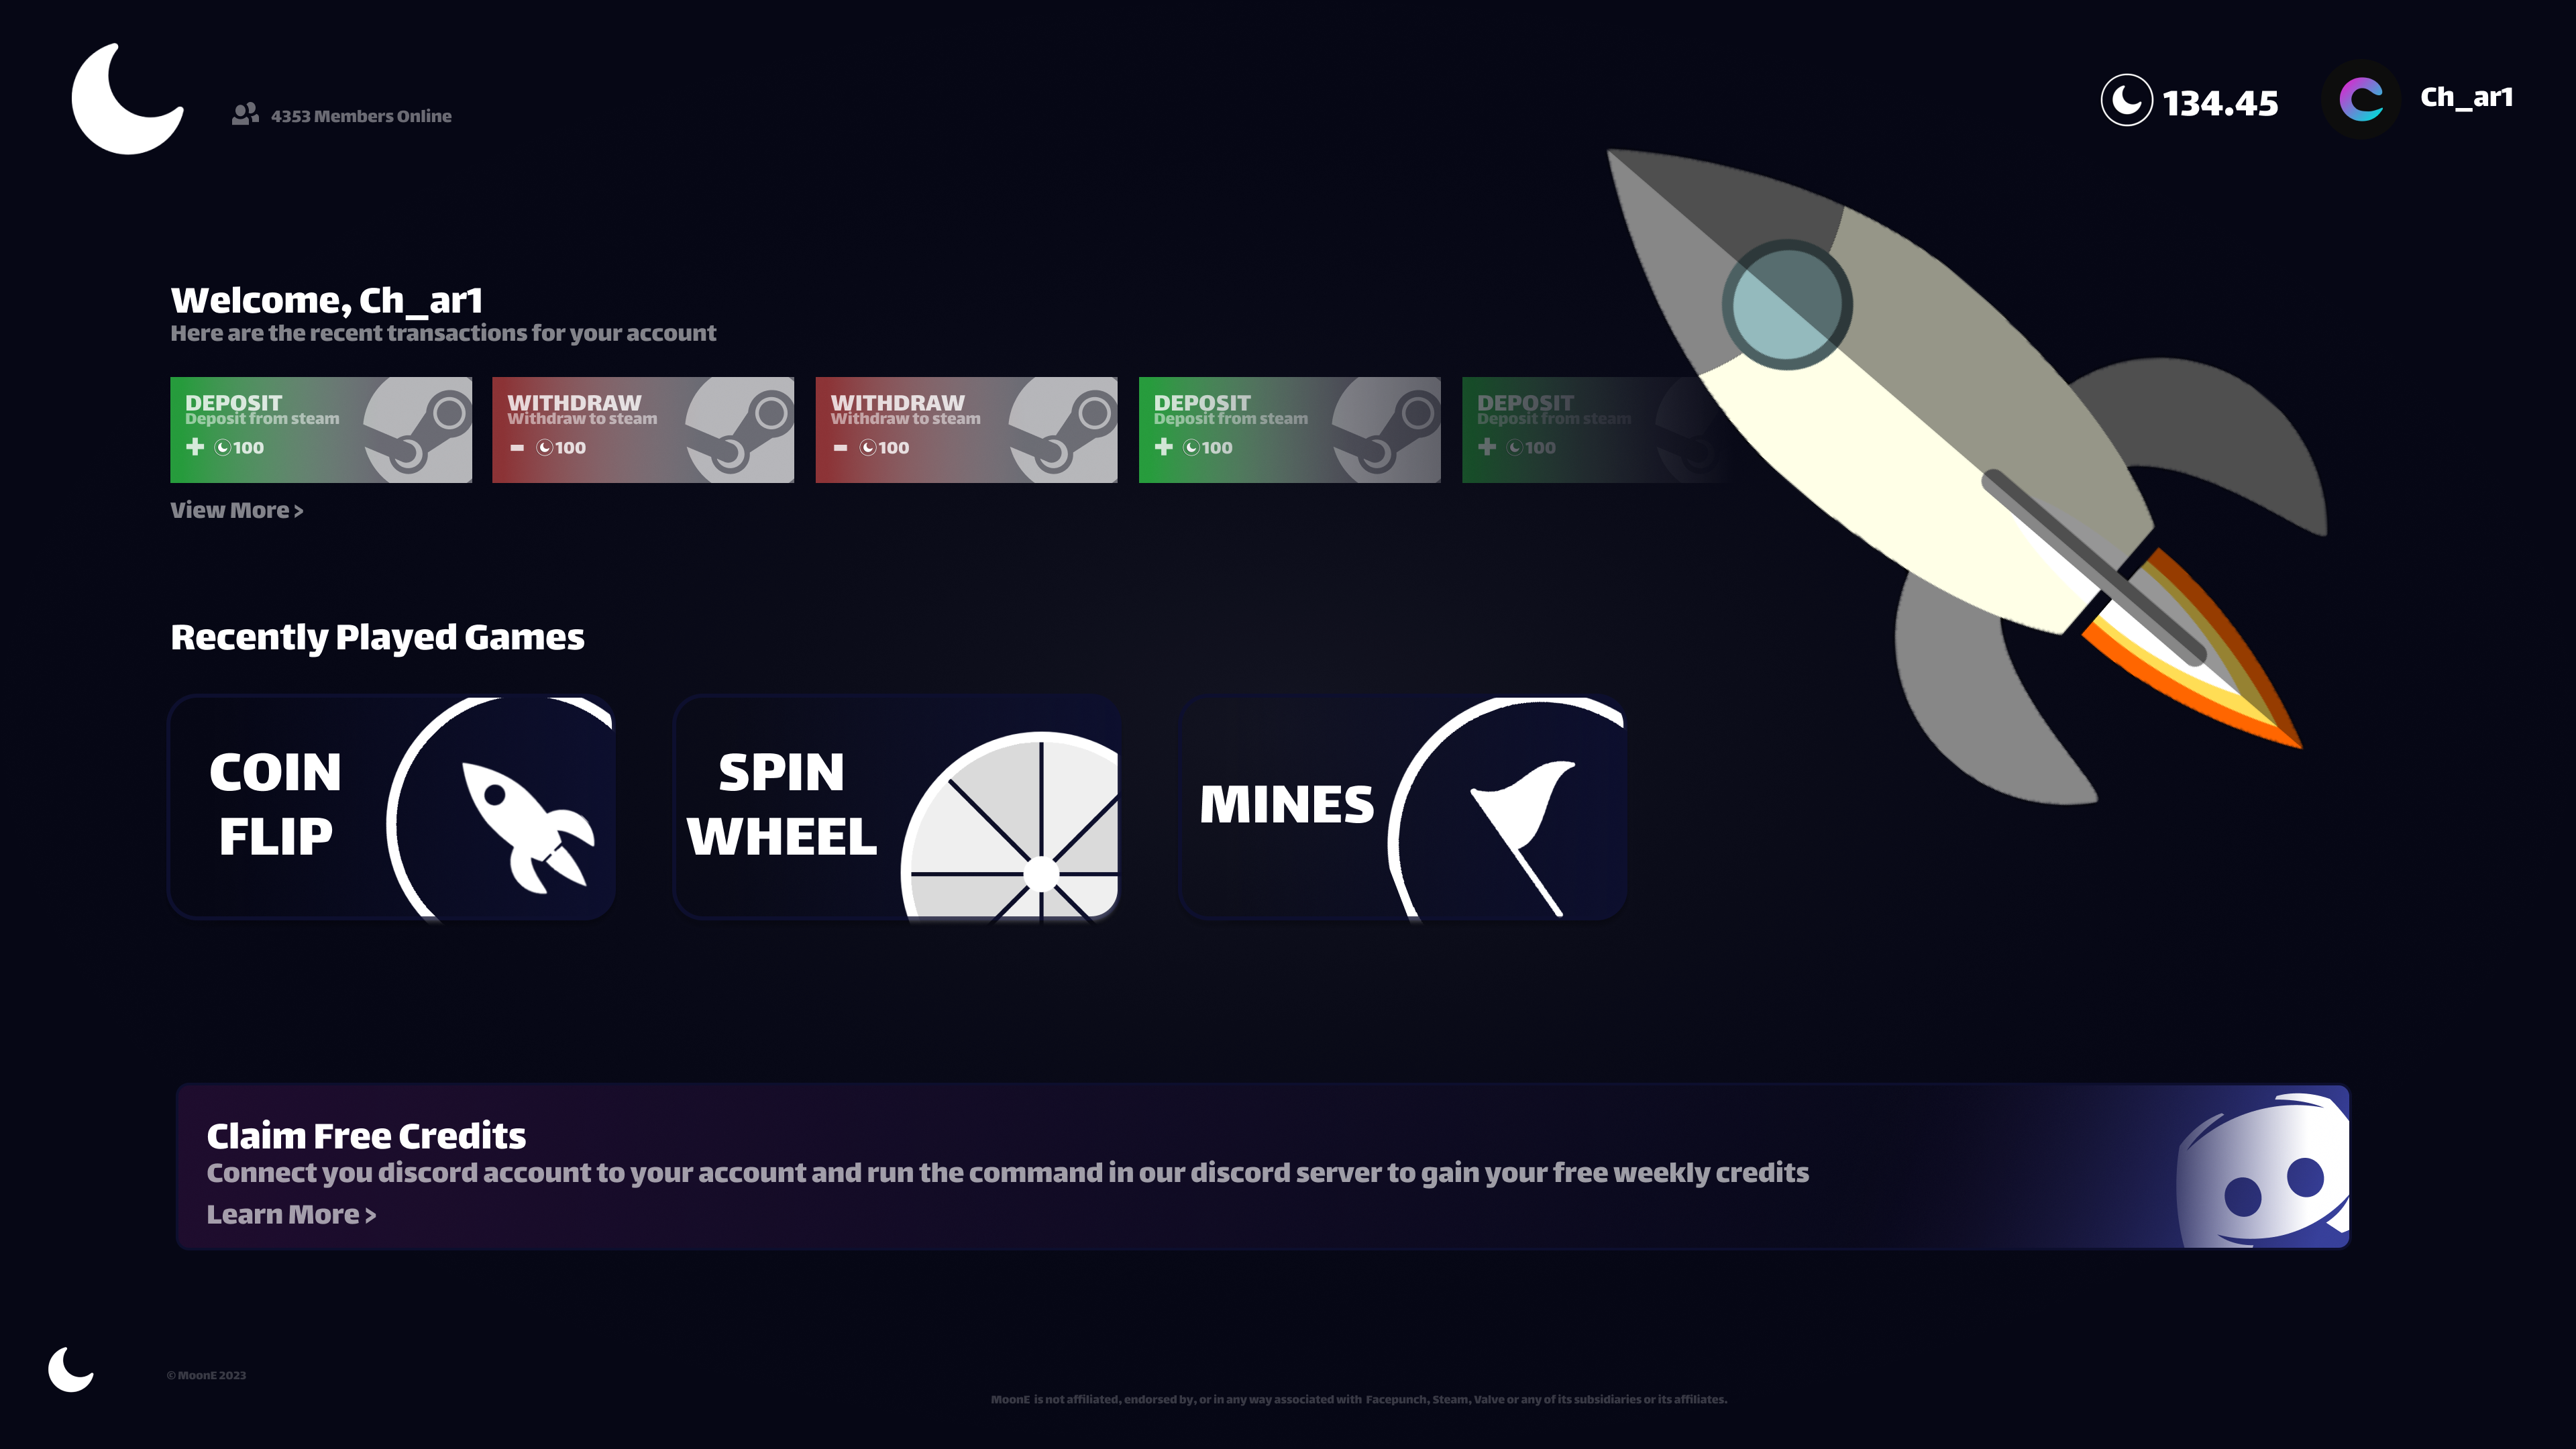 4353 Members Online
134.45
Ch_ar1
Welcome, Ch_ar1
Here are the recent transactions for your account
DEPOSIT
Deposit from steam
+ 100
WITHDRAW
Withdraw to steam
- 100
WITHDRAW
Withdraw to steam
- 100
DEPOSIT
Deposit from steam
+ 100
DEPOSIT
Deposit from steam
+ 100
View More >
Recently Played Games
COIN
FLIP
SPIN
WHEEL
MINES
Claim Free Credits
Connect you discord account to your account and run the command in our discord server to gain your free weekly credits
Learn More >
© MoonE 2023
MoonE is not affiliated, endorsed by, or in any way associated with Facepunch, Steam, Valve or any of its subsidiaries or its affiliates.